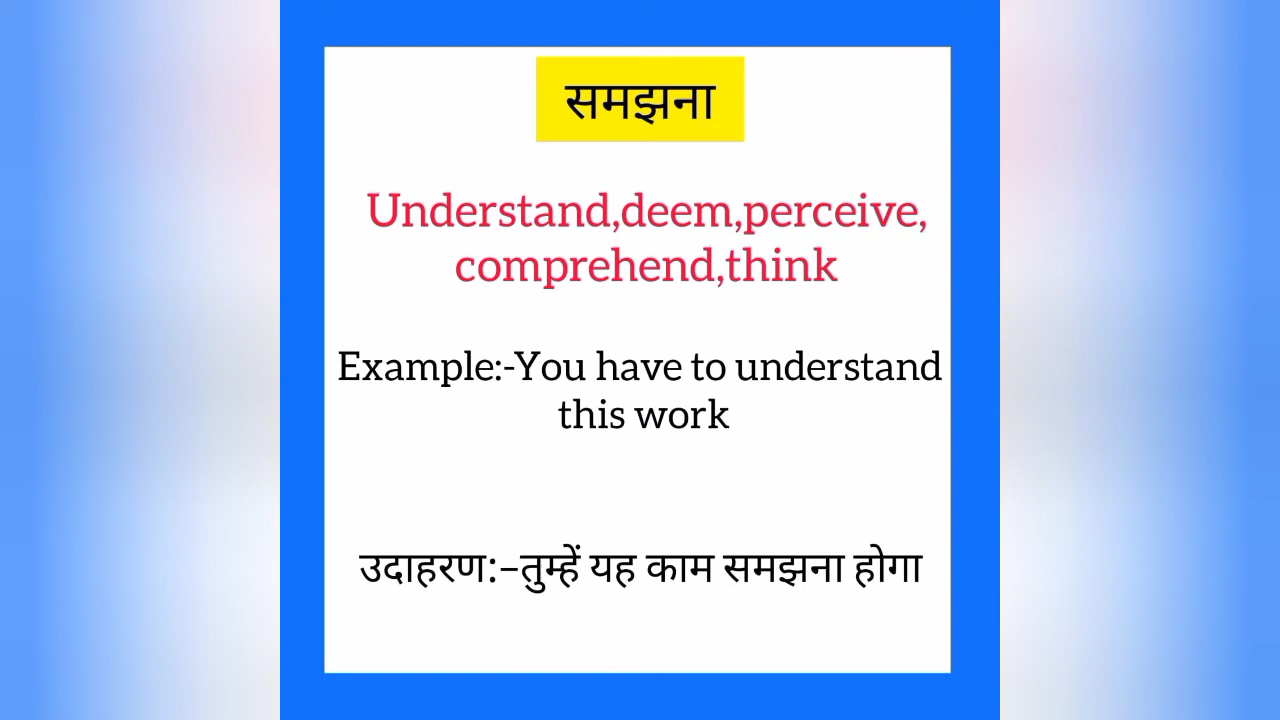 समझना
Understand,deem,perceive,
comprehend,think
Example:-You have to understand
this work
उदाहरण:–तुम्हें यह काम समझना होगा